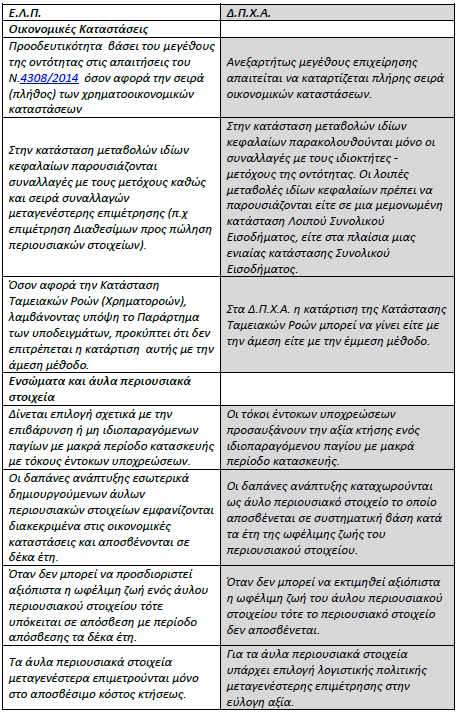 Ε.Λ.Π.
Δ.Π.Χ.Α.
Οικονομικές Καταστάσεις
Προοδευτικότητα βάσει του μεγέθους
της οντότητας στις απαιτήσεις του
Ν.4308/2014 όσον αφορά την σειρά
(πλήθος) των χρηματοοικονομικών
καταστάσεων
Ανεξαρτήτως μεγέθους επιχείρησης
απαιτείται να καταρτίζεται πλήρης σειρά
οικονομικών καταστάσεων.
Στην κατάσταση μεταβολών ιδίων
κεφαλαίων παρουσιάζονται
συναλλαγές με τους μετόχους καθώς
και σειρά συναλλαγών
μεταγενέστερης επιμέτρησης (π.χ
επιμέτρηση Διαθεσίμων προς πώληση
περιουσιακών στοιχείων).
Στην κατάσταση μεταβολών ιδίων
κεφαλαίων παρακολουθούνται μόνο οι
συναλλαγές με τους ιδιοκτήτες -
μετόχους της οντότητας. Οι λοιπές
μεταβολές ιδίων κεφαλαίων πρέπει να
παρουσιάζονται είτε σε μια μεμονωμένη
κατάσταση Λοιπού Συνολικού
Εισοδήματος, είτε στα πλαίσια μιας
ενιαίας κατάστασης Συνολικού
Εισοδήματος.
Όσον αφορά την Κατάσταση
Ταμειακών Ροών (Χρηματοροών),
λαμβάνοντας υπόψη το Παράρτημα
των υποδειγμάτων, προκύπτει ότι δεν
επιτρέπεται η κατάρτιση αυτής με την
άμεση μέθοδο.
Στα Δ.Π.Χ.Α. η κατάρτιση της Κατάστασης
Ταμειακών Ροών μπορεί να γίνει είτε με
την άμεση είτε με την έμμεση μέθοδο.
Ενσώματα και άυλα περιουσιακά
στοιχεία
Δίνεται επιλογή σχετικά με την
επιβάρυνση ή μη ιδιοπαραγόμενων
παγίων με μακρά περίοδο κατασκευής
με τόκους έντοκων υποχρεώσεων.
Οι τόκοι έντοκων υποχρεώσεων
προσαυξάνουν την αξία κτήσης ενός
ιδιοπαραγόμενου παγίου με μακρά
περίοδο κατασκευής.
Οι δαπάνες ανάπτυξης εσωτερικά
δημιουργούμενων άυλων
περιουσιακών στοιχείων εμφανίζονται
διακεκριμένα στις οικονομικές
καταστάσεις και αποσβένονται σε
δέκα έτη.
Οι δαπάνες ανάπτυξης καταχωρούνται
ως άυλο περιουσιακό στοιχείο το οποίο
αποσβένεται σε συστηματική βάση κατά
τα έτη της ωφέλιμης ζωής του
περιουσιακού στοιχείου.
Όταν δεν μπορεί να προσδιοριστεί
αξιόπιστα η ωφέλιμη ζωή ενός άυλου
περιουσιακού στοιχείου τότε
υπόκειται σε απόσβεση με περίοδο
απόσβεσης τα δέκα έτη.
Όταν δεν μπορεί να εκτιμηθεί αξιόπιστα
η ωφέλιμη ζωή του άυλου περιουσιακού
στοιχείου τότε το περιουσιακό στοιχείο
δεν αποσβένεται.
Τα άυλα περιουσιακά στοιχεία
μεταγενέστερα επιμετρούνται μόνο
στο αποσβέσιμο κόστος κτήσεως.
Για τα άυλα περιουσιακά στοιχεία
υπάρχει επιλογή λογιστικής πολιτικής
μεταγενέστερης επιμέτρησης στην
εύλογη αξία.